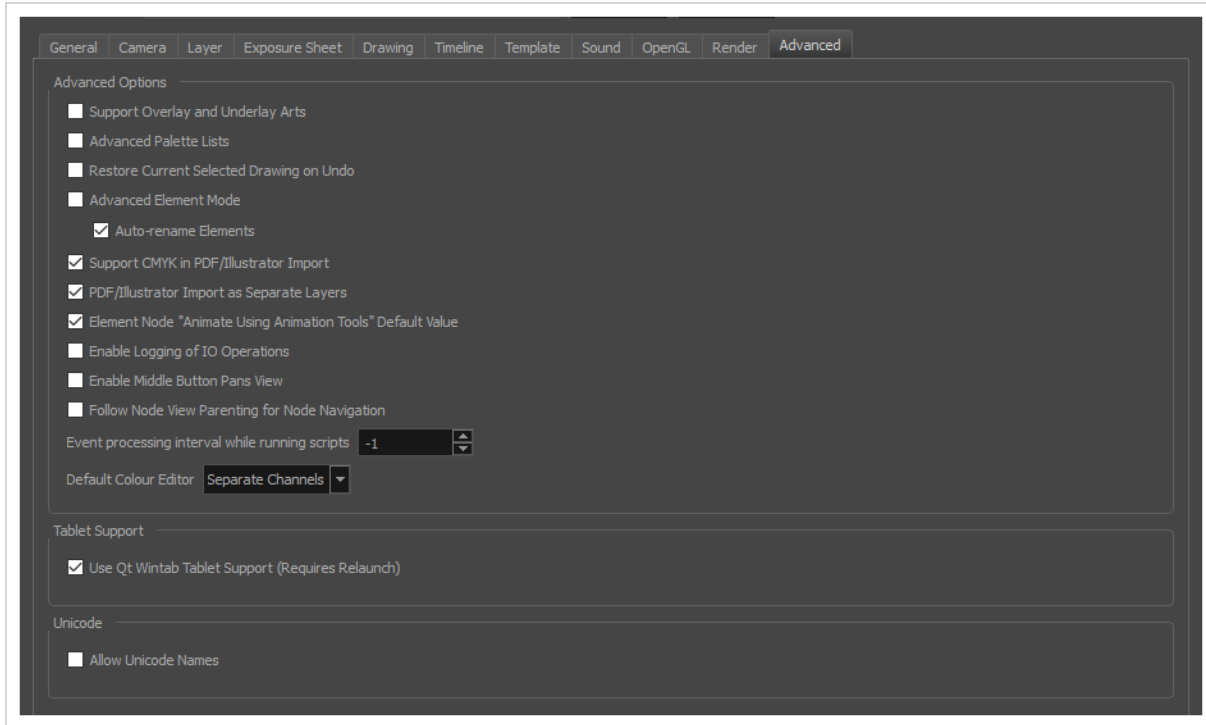 General Camera Layer Exposure Sheet Drawing Timeline Template Sound OpenGL Render Advanced
Advanced Options
Support Overlay and Underlay Arts
Advanced Palette Lists
Restore Current Selected Drawing on Undo
Advanced Element Mode
Auto-rename Elements
Support CMYK in PDF/Illustrator Import
PDF/Illustrator Import as Separate Layers
Element Node "Animate Using Animation Tools" Default Value
Enable Logging of IO Operations
Enable Middle Button Pans View
Follow Node View Parenting for Node Navigation
Event processing interval while running scripts -1
Default Colour Editor Separate Channels
Tablet Support
Use Qt Wintab Tablet Support (Requires Relaunch)
Unicode
Allow Unicode Names